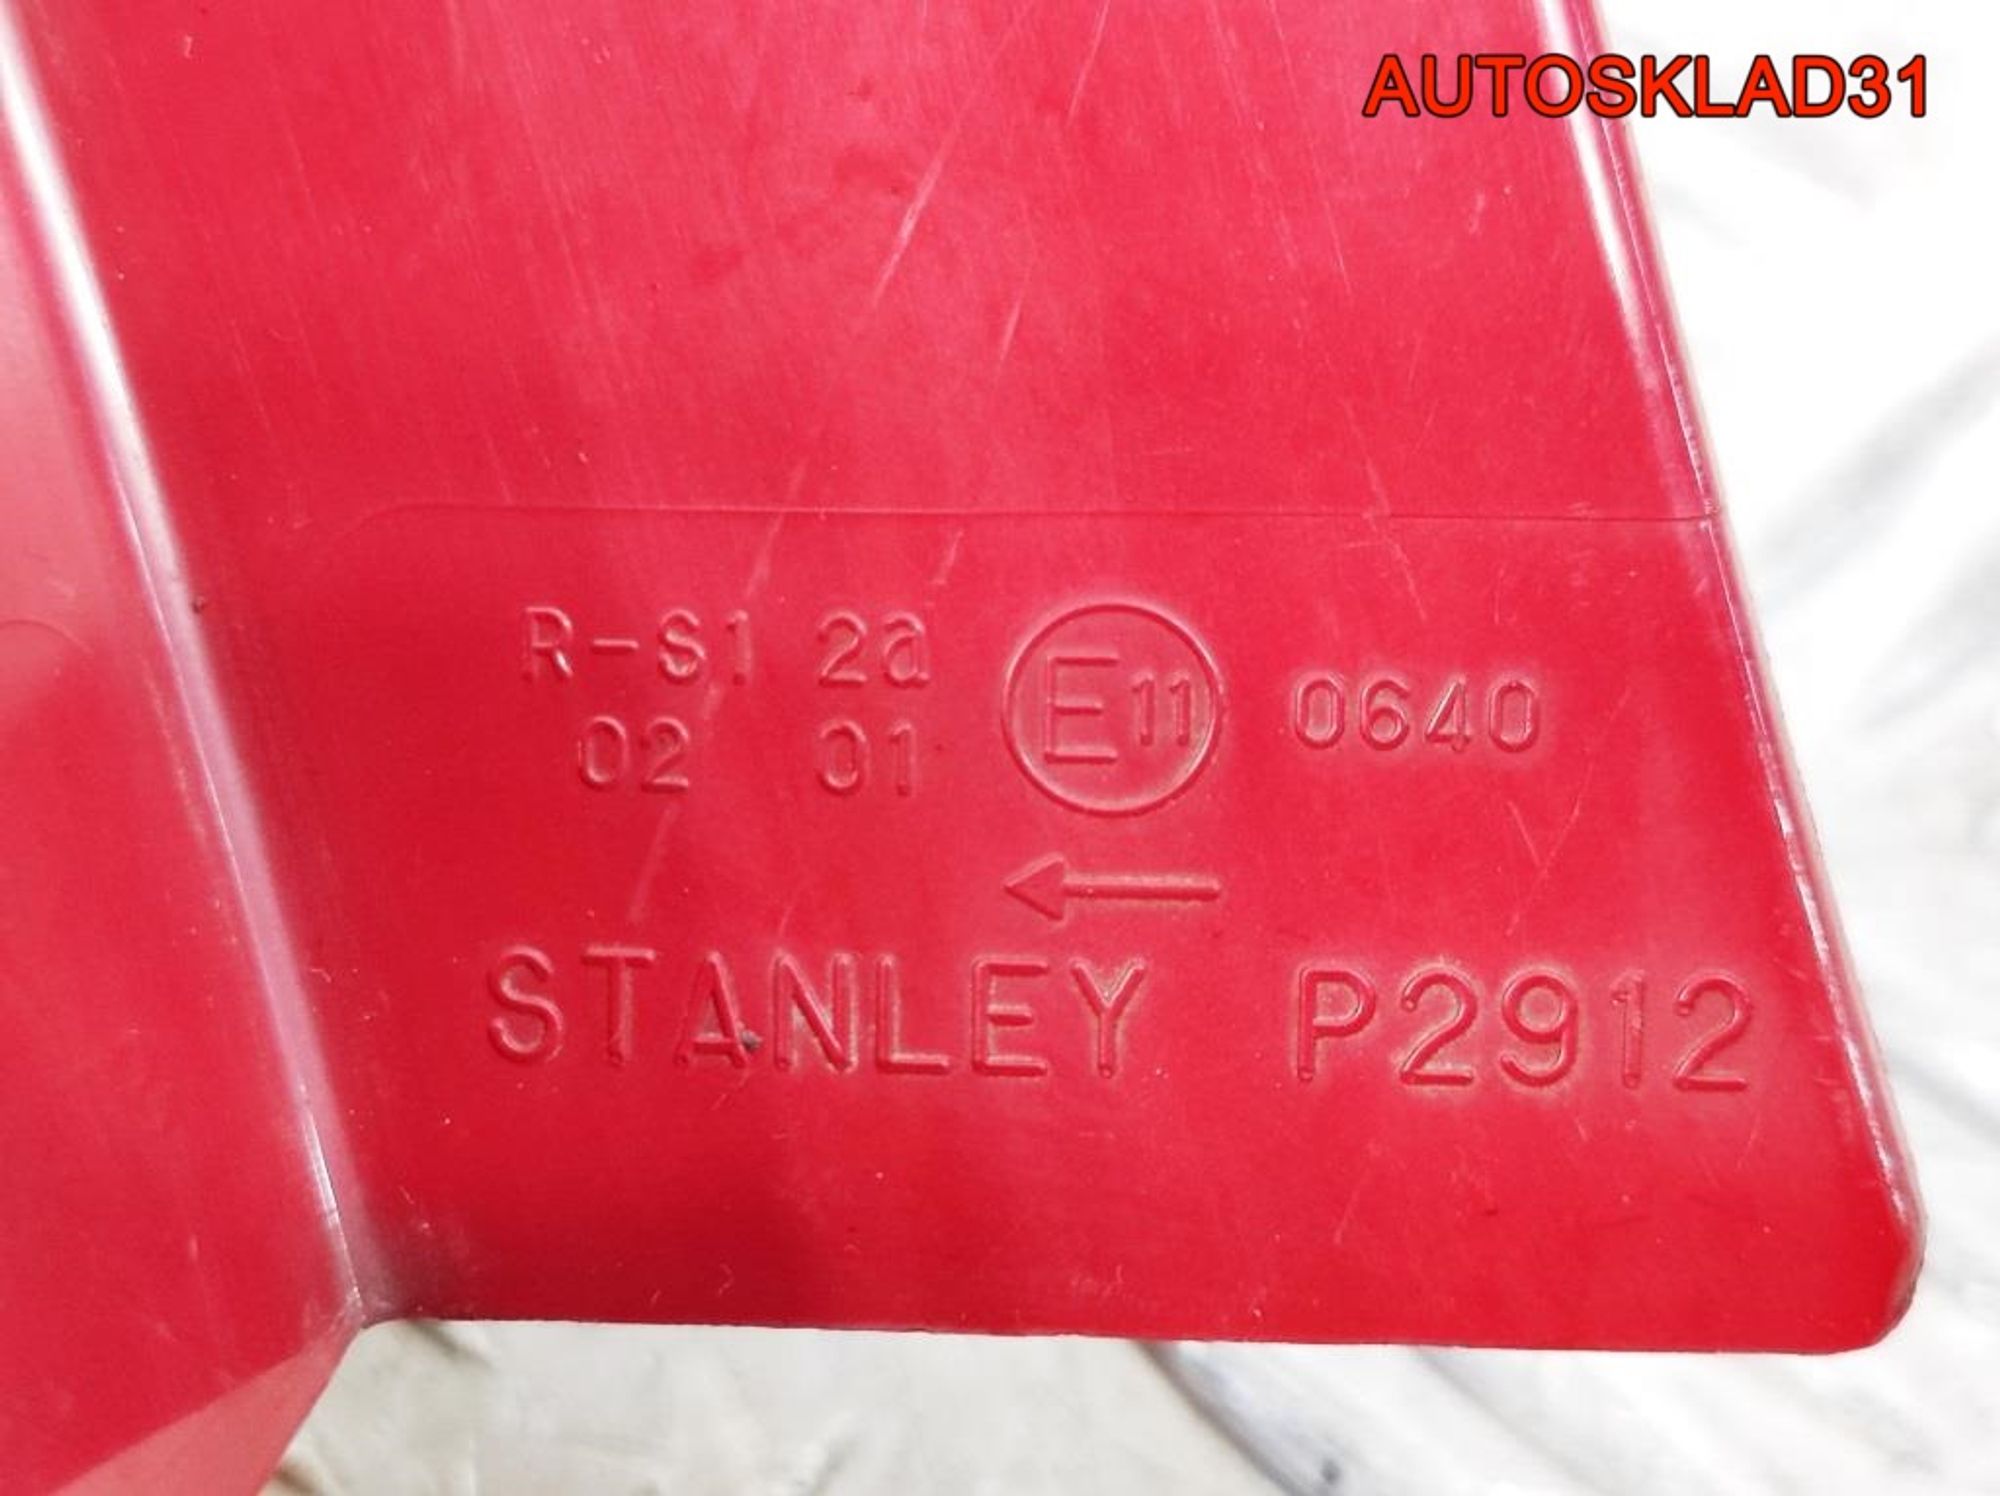 AUTOSKLAD31
R-S1 2a
02 01
E11 0640
←
STANLEY P2912